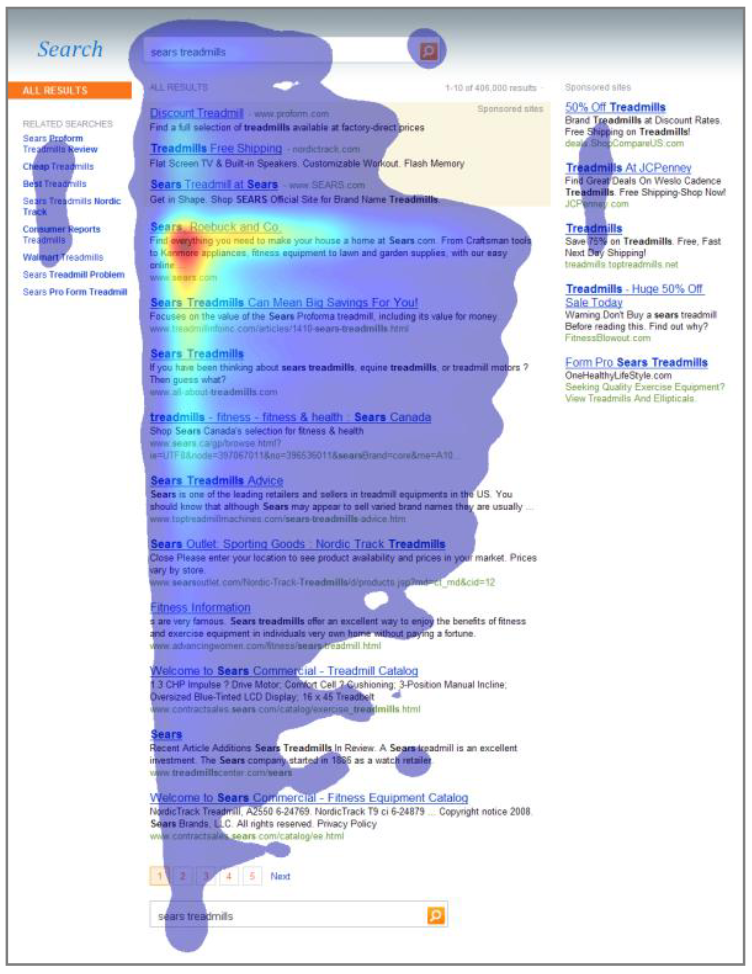 Search
sears treadmills
ALL RESULTS
RELATED SEARCHES
Sears Proform
Treadmills Review
Cheap Treadmills
Best Treadmills
Sears Treadmills Nordic
Track
Consumer Reports
Treadmills
Walmart Treadmills
Sears Treadmill Problem
Sears Pro Form Treadmill
ALL RESULTS
1-10 of 406,000 results ·
Sponsored sites
Discount Treadmill · www.proform.com
Find a full selection of treadmills available at factory-direct prices
Treadmills Free Shipping · nordictrack.com
Flat Screen TV & Built-in Speakers. Customizable Workout. Flash Memory
Sears Treadmill at Sears · www.SEARS.com
Get in Shape. Shop SEARS Official Site for Brand Name Treadmills.
Sears, Roebuck and Co.
Find everything you need to make your house a home at Sears.com. From Craftsman tools
to Kenmore appliances, fitness equipment to lawn and garden supplies, with our easy
online ...
www.sears.com
Sears Treadmills Can Mean Big Savings For You!
Focuses on the value of the Sears Proforma treadmill, including its value for money.
www.treadmillinfoinc.com/articles/1410-sears-treadmills.html
Sears Treadmills
If you have been thinking about sears treadmills, equine treadmills, or treadmill motors ?
Then guess what?
www.all-about-treadmills.com
treadmills - fitness - fitness & health : Sears Canada
Shop Sears Canada's selection for fitness & health
www.sears.ca/gp/browse.html?
ie=UTF8&node=397067011&no=396536011&searsBrand=core&me=A10...
Sears Treadmills Advice
Sears is one of the leading retailers and sellers in treadmill equipments in the US. You
should know that although Sears may appear to sell varied brand names they are usually ...
www.toptreadmilmachines.com/sears-treadmills-advice.htm
Sears Outlet: Sporting Goods : Nordic Track Treadmills
Close Please enter your location to see product availability and prices in your market. Prices
vary by store.
www.searsoutlet.com/Nordic-Track-Treadmills/d/products.jsp?md=ct_md&cid=12
Fitness Information
s are very famous. Sears treadmills offer an excellent way to enjoy the benefits of fitness
and exercise equipment in individuals very own home without paying a fortune.
www.advancingwomen.com/fitness/sears-treadmill.html
Welcome to Sears Commercial - Treadmill Catalog
1.3 CHP Impulse ? Drive Motor; Comfort Cell ? Cushioning; 3-Position Manual Incline;
Oversized Blue-Tinted LCD Display; 16 x 45 Treadbelt
www.contractsales.sears.com/catalog/exercise_treadmills.html
Sears
Recent Article Additions Sears Treadmills In Review. A Sears treadmill is an excellent
investment. The Sears company started in 1886 as a watch retailer.
www.treadmillscenter.com/sears
Welcome to Sears Commercial - Fitness Equipment Catalog
NordicTrack Treadmill, A2550 6-24769. NordicTrack T9 ci 6-24879 ... Copyright notice 2008.
Sears Brands, LLC. All rights reserved. Privacy Policy
www.contractsales.sears.com/catalog/ee.html
1 2 3 4 5 Next
sears treadmills
Sponsored sites
50% Off Treadmills
Brand Treadmills at Discount Rates.
Free Shipping on Treadmills!
deals.ShopCompareUS.com
Treadmills At JCPenney
Find Great Deals On Weslo Cadence
Treadmills. Free Shipping-Shop Now!
JCPenney.com
Treadmills
Save 75% on Treadmills. Free, Fast
Next Day Shipping!
treadmills.toptreadmills.net
Treadmills - Huge 50% Off
Sale Today
Warning.Don't Buy a sears treadmill
Before reading this. Find out why?
FitnessBlowout.com
Form Pro Sears Treadmills
OneHealthyLifeStyle.com
Seeking Quality Exercise Equipment?
View Treadmills And Ellipticals.